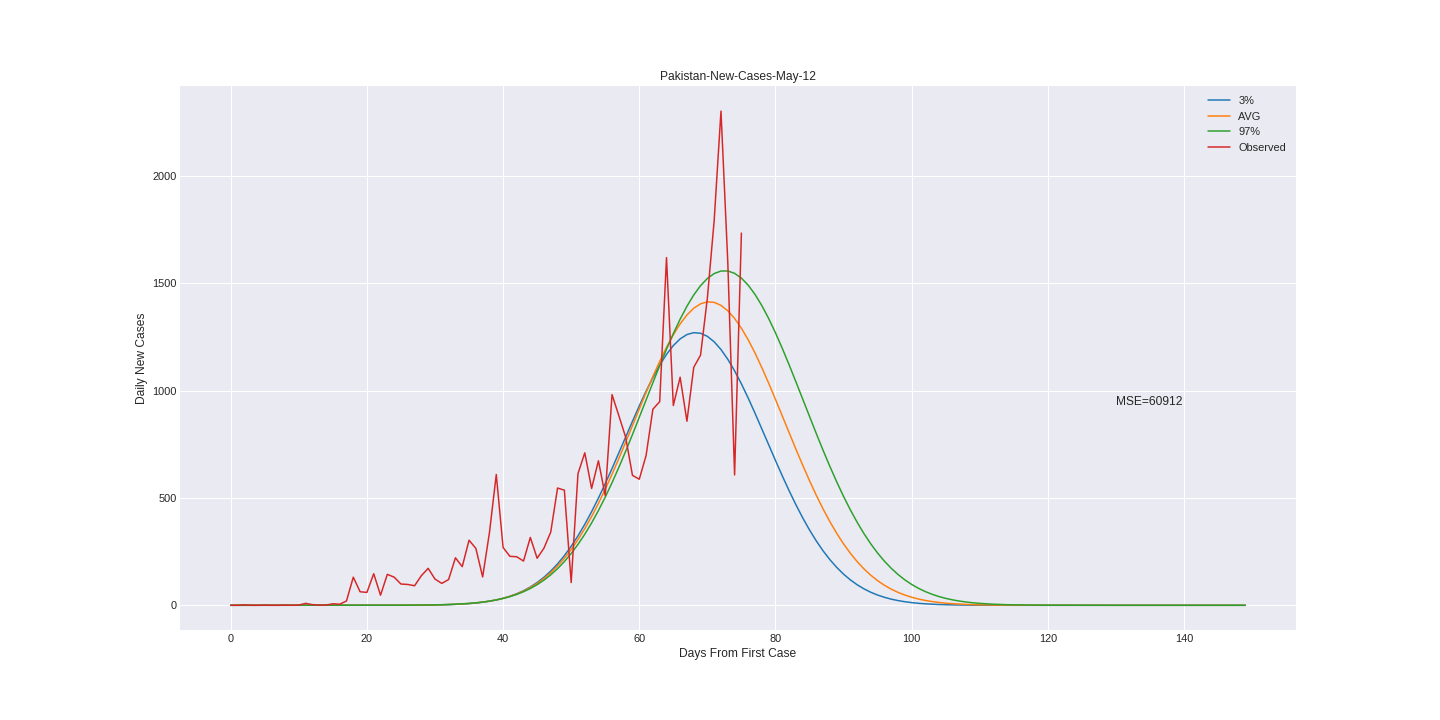 Pakistan-New-Cases-May-12
3%
AVG
97%
Observed
Daily New Cases
2000
1500
1000
500
0
MSE=60912
0 20 40 60 80 100 120 140
Days From First Case